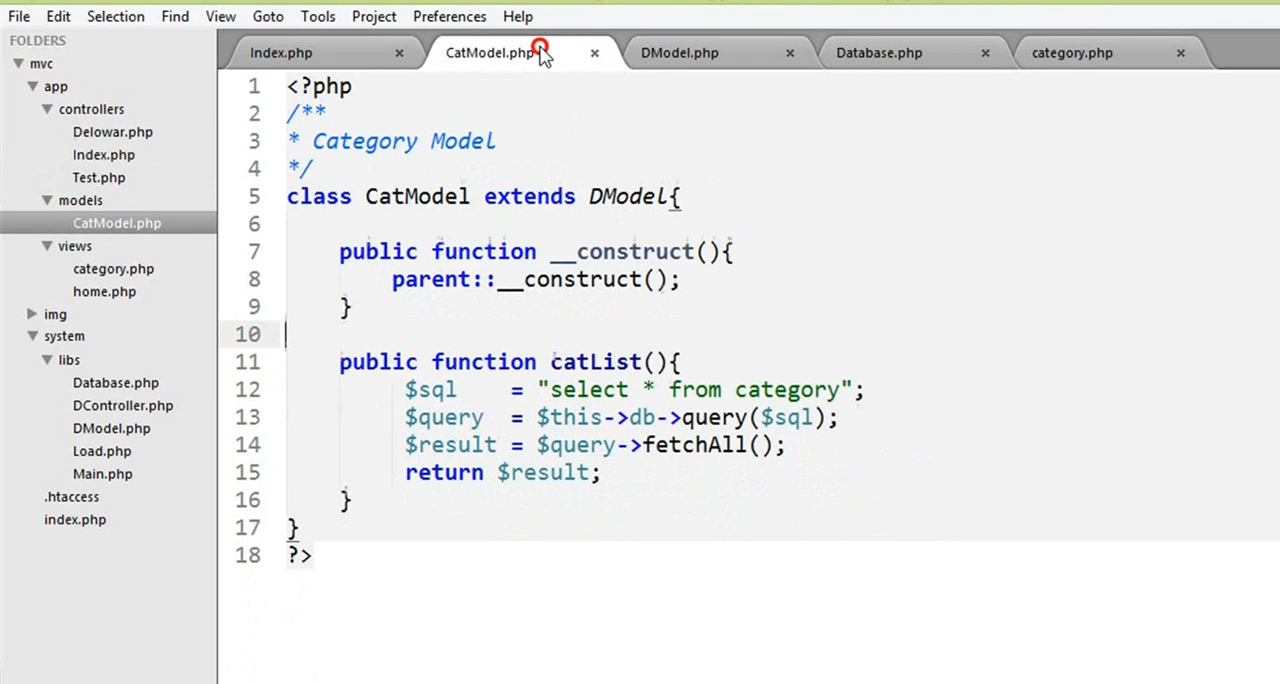 File Edit Selection Find View Goto Tools Project Preferences Help
FOLDERS
mvc
app
controllers
Delowar.php
Index.php
Test.php
models
CatModel.php
views
category.php
home.php
img
system
libs
Database.php
DController.php
DModel.php
Load.php
Main.php
.htaccess
index.php
Index.php × CatModel.php × DModel.php × Database.php × category.php ×
1 <?php
2 /**
3 * Category Model
4 */
5 class CatModel extends DModel{
6
7 public function __construct(){
8 parent::__construct();
9 }
10
11 public function catList(){
12 $sql = "select * from category";
13 $query = $this->db->query($sql);
14 $result = $query->fetchAll();
15 return $result;
16 }
17 }
18 ?>